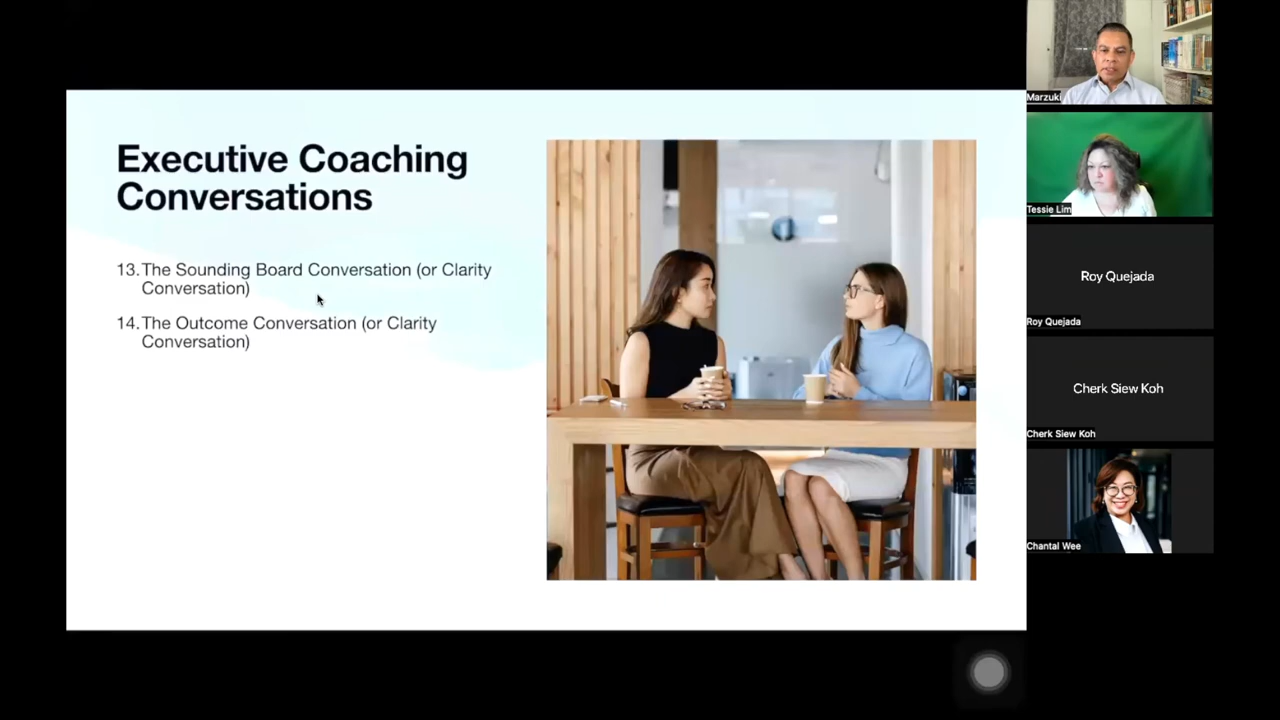 Executive Coaching
Conversations
13. The Sounding Board Conversation (or Clarity
Conversation)
14. The Outcome Conversation (or Clarity
Conversation)
Marzuki
Tessie Lim
Roy Quejada
Roy Quejada
Cherk Siew Koh
Cherk Siew Koh
Chantal Wee